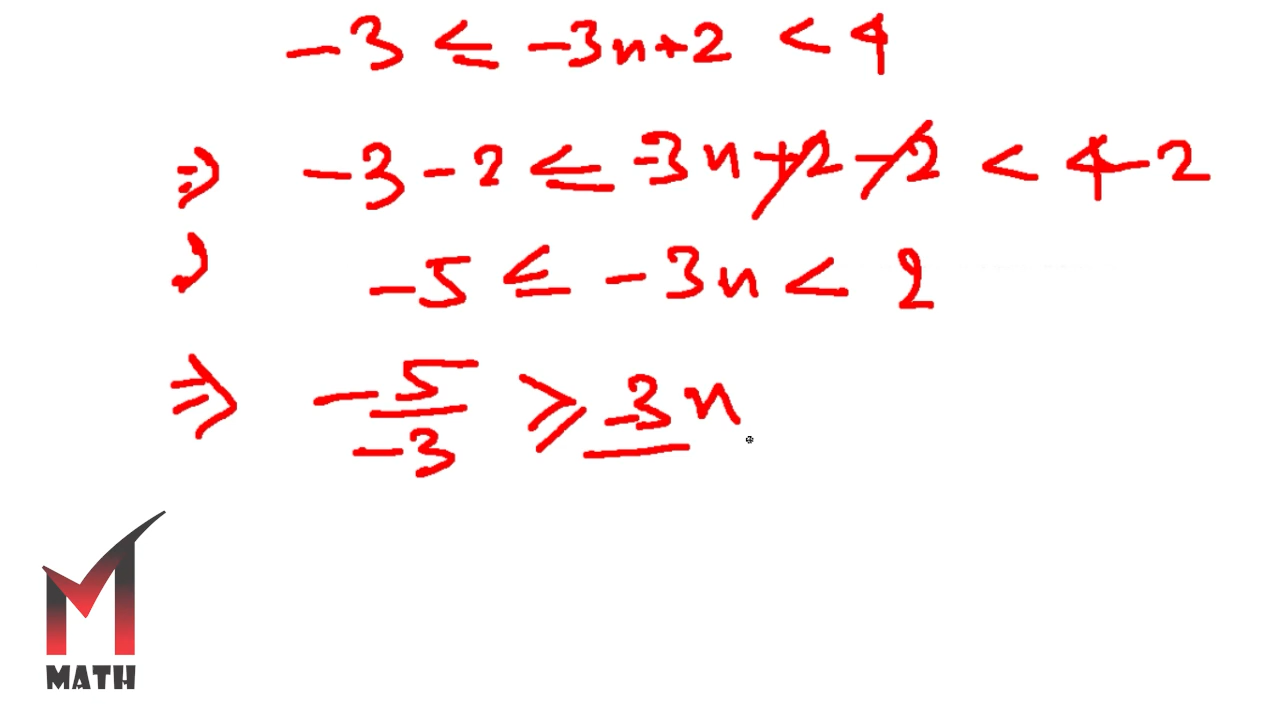 -3 ≤ -3n+2 < 4
⇒ -3-2 ≤ -3n+2-2 < 4-2
⇒ -5 ≤ -3n < 2
⇒ -5/-3 ≥ -3n
MATH